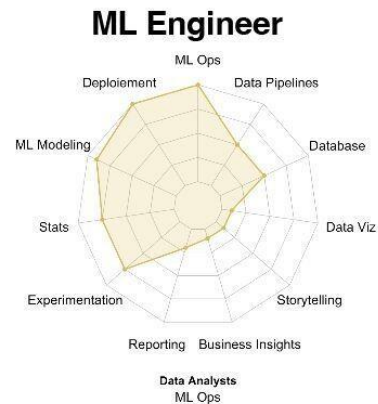 ML Engineer
ML Ops
Deploiement
Data Pipelines
ML Modeling
Database
Stats
Data Viz
Experimentation
Storytelling
Reporting
Business Insights
Data Analysts
ML Ops